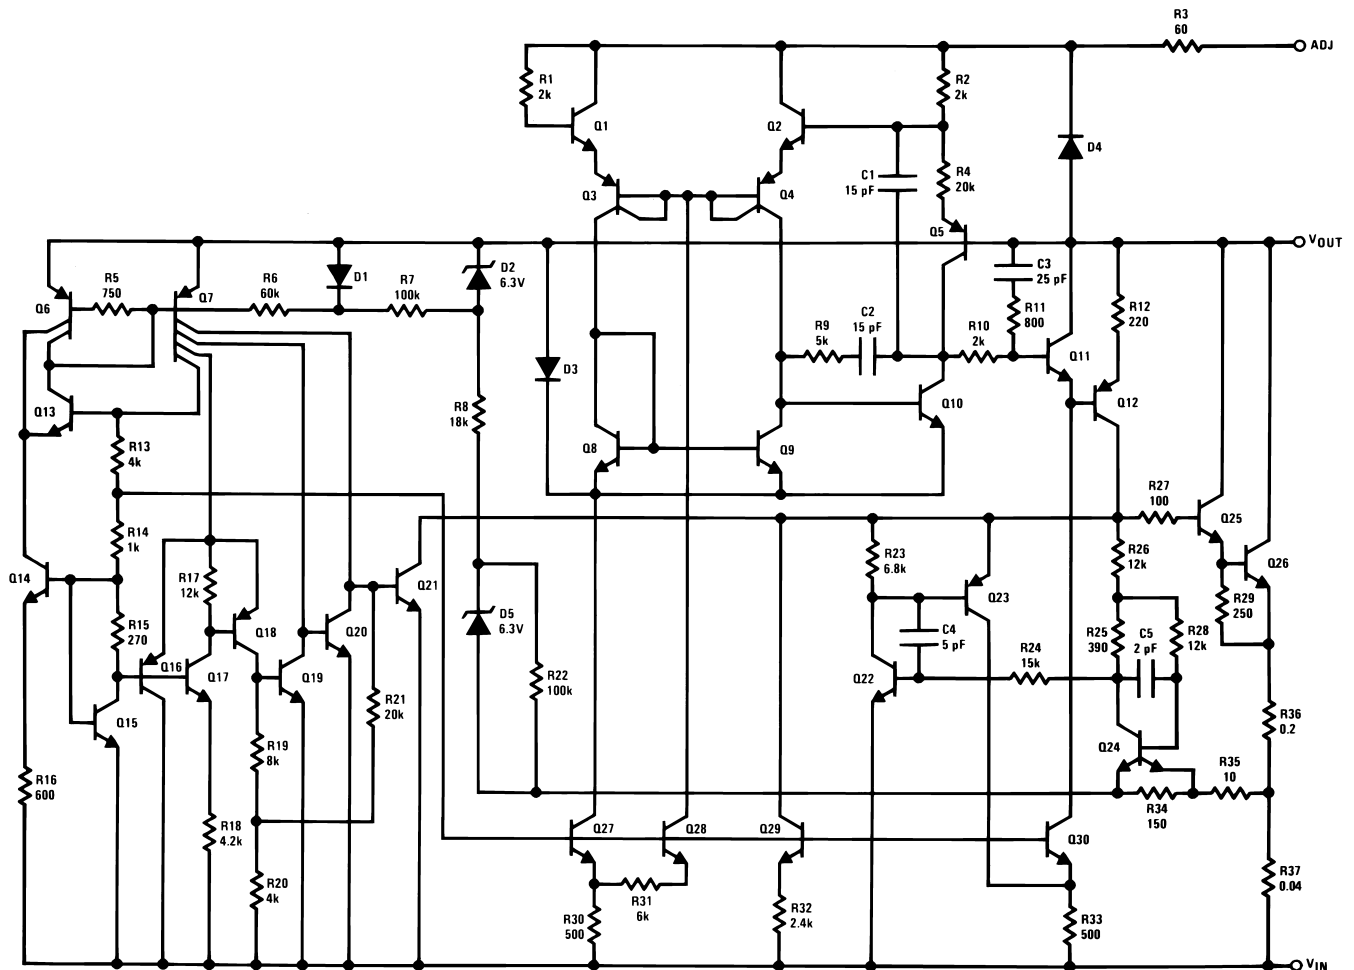 R3
60
ADJ
R1
2k
Q1
Q2
R2
2k
D4
C1
15 pF
R4
20k
Q3
Q4
Q5
VOUT
R5
750
Q6
Q7
R6
60k
D1
R7
100k
D2
6.3V
C3
25 pF
R11
800
R12
220
R9
5k
C2
15 pF
R10
2k
Q11
D3
Q13
R8
18k
Q10
Q12
R13
4k
Q8
Q9
R27
100
Q25
R14
1k
Q14
R17
12k
Q21
R23
6.8k
Q23
R26
12k
Q26
R29
250
R15
270
Q18
Q20
D5
6.3V
C4
5 pF
R25
390
C5
2 pF
R28
12k
R24
15k
Q16
Q17
Q19
R22
100k
Q22
R21
20k
Q15
R19
8k
Q24
R36
0.2
R16
600
R35
10
R34
150
R18
4.2k
Q27
Q28
Q29
Q30
R20
4k
R31
6k
R30
500
R32
2.4k
R33
500
R37
0.04
VIN